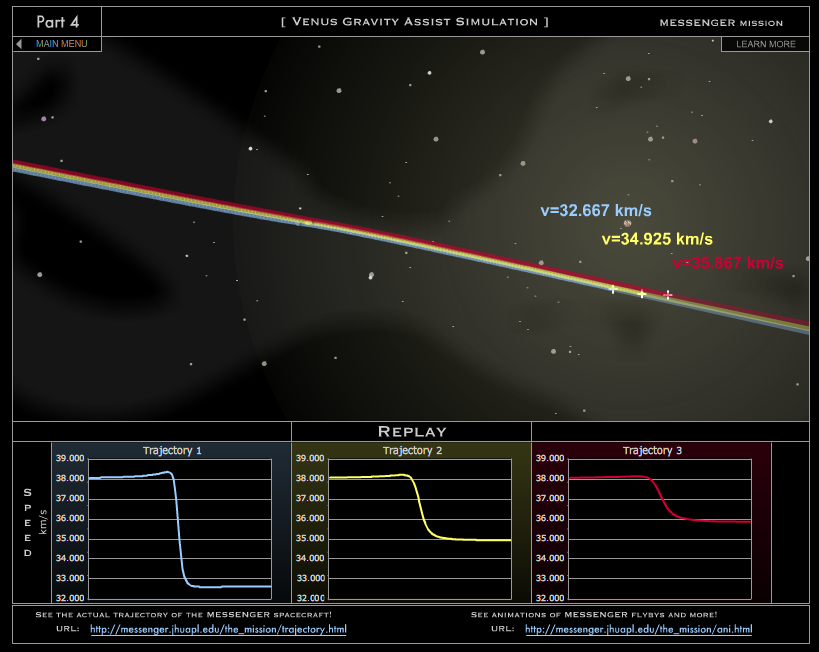 Part 4
[ VENUS GRAVITY ASSIST SIMULATION ]
MESSENGER MISSION
MAIN MENU
LEARN MORE
v=32.667 km/s
v=34.925 km/s
v=35.867 km/s
REPLAY
SPEED
km/s
Trajectory 1
39.000
38.000
37.000
36.000
35.000
34.000
33.000
32.000
Trajectory 2
39.000
38.000
37.000
36.000
35.000
34.000
33.000
32.000
Trajectory 3
39.000
38.000
37.000
36.000
35.000
34.000
33.000
32.000
SEE THE ACTUAL TRAJECTORY OF THE MESSENGER SPACECRAFT!
URL: http://messenger.jhuapl.edu/the_mission/trajectory.html
SEE ANIMATIONS OF MESSENGER FLYBYS AND MORE!
URL: http://messenger.jhuapl.edu/the_mission/ani.html